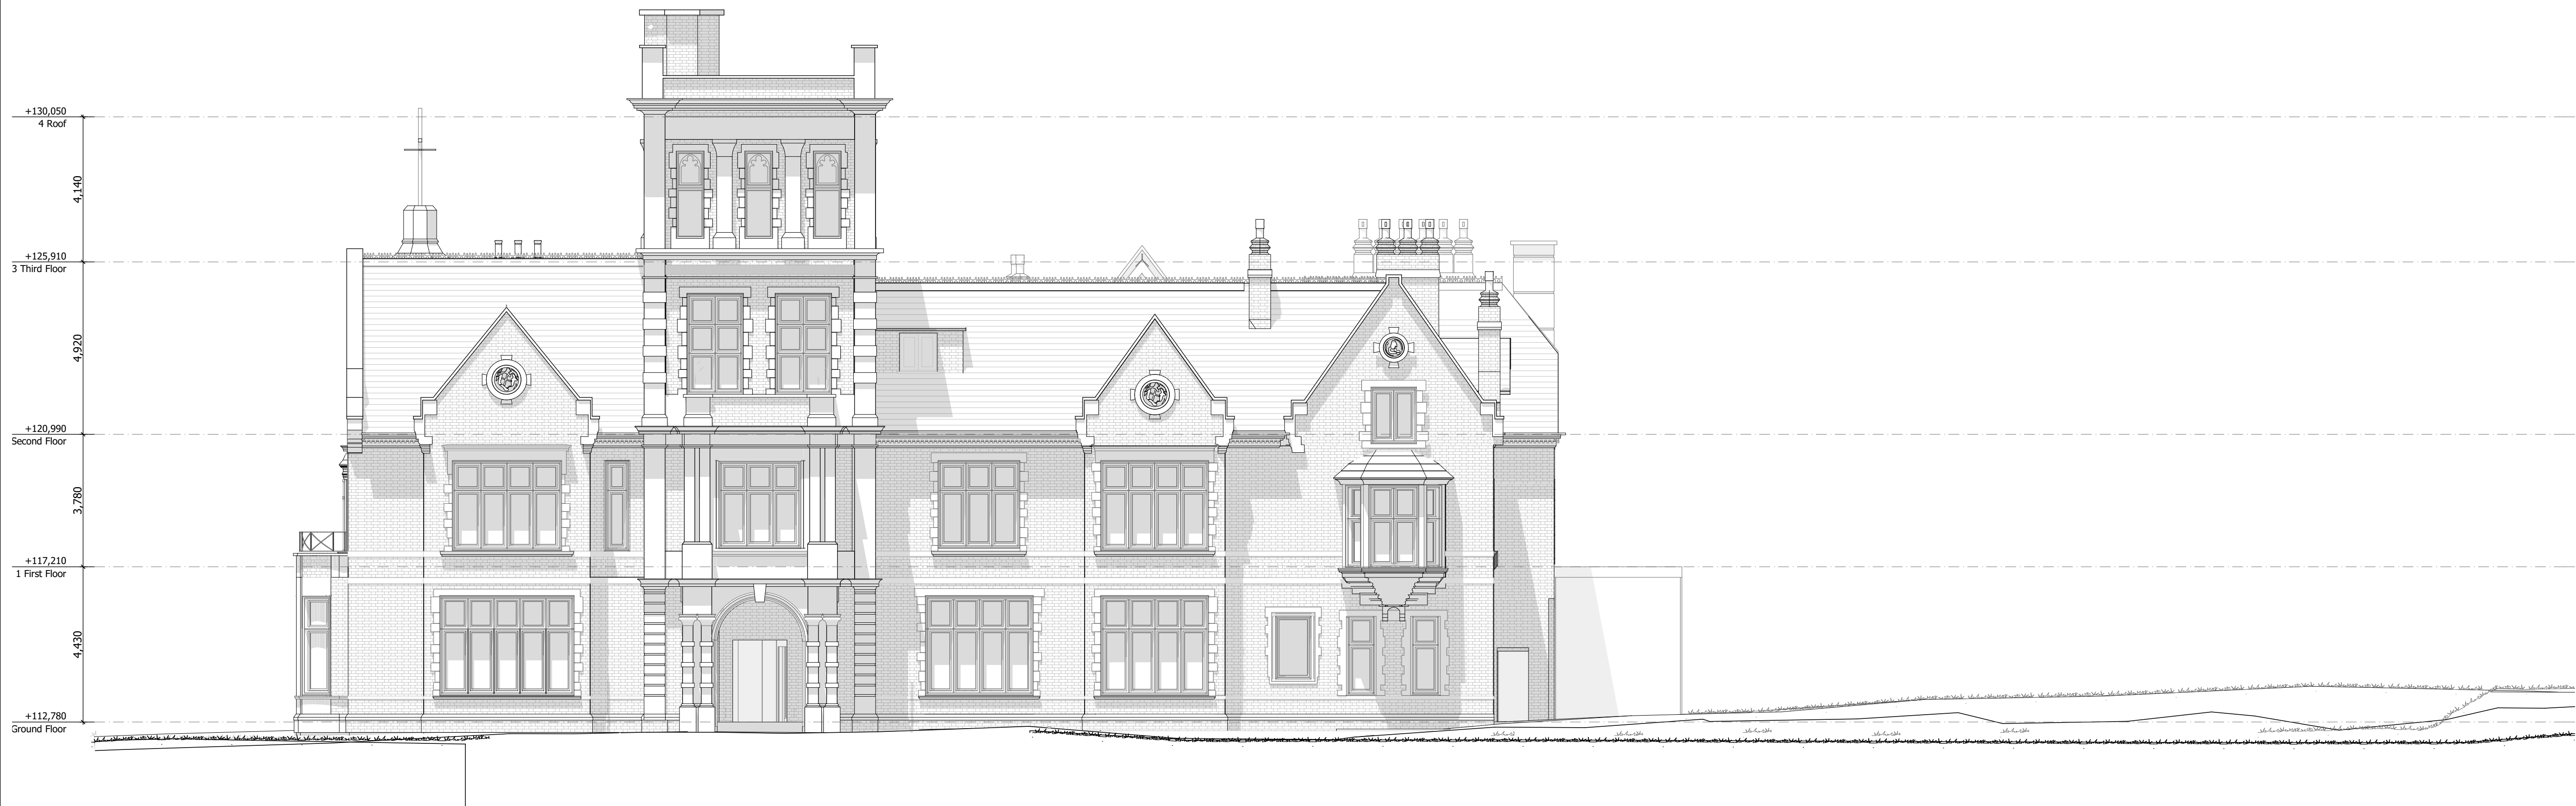 +130,050
4 Roof
4,140
+125,910
3 Third Floor
4,920
+120,990
Second Floor
3,780
+117,210
1 First Floor
4,430
+112,780
Ground Floor